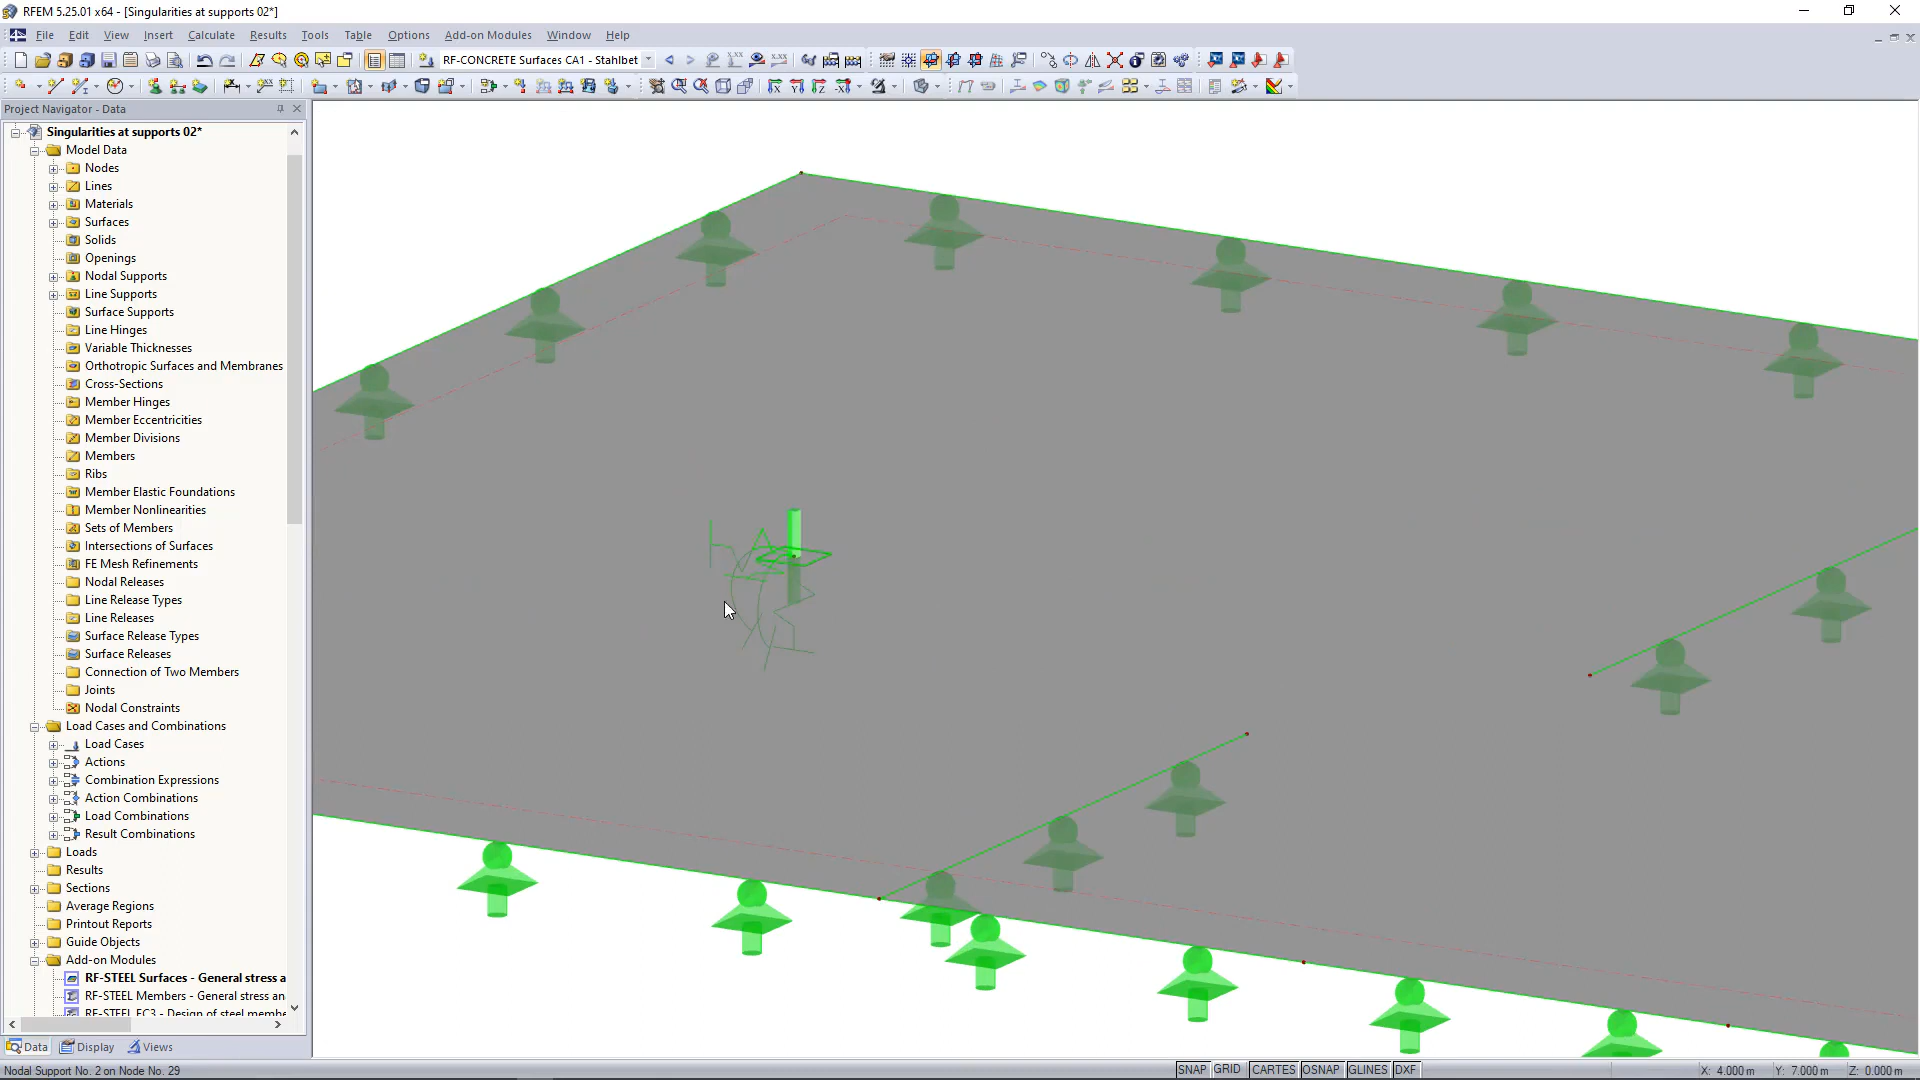 RFEM 5.25.01 x64 - [Singularities at supports 02*]
File Edit View Insert Calculate Results Tools Table Options Add-on Modules Window Help
RF-CONCRETE Surfaces CA1 - Stahlbet
Project Navigator - Data
Singularities at supports 02*
Model Data
Nodes
Lines
Materials
Surfaces
Solids
Openings
Nodal Supports
Line Supports
Surface Supports
Line Hinges
Variable Thicknesses
Orthotropic Surfaces and Membranes
Cross-Sections
Member Hinges
Member Eccentricities
Member Divisions
Members
Ribs
Member Elastic Foundations
Member Nonlinearities
Sets of Members
Intersections of Surfaces
FE Mesh Refinements
Nodal Releases
Line Release Types
Line Releases
Surface Release Types
Surface Releases
Connection of Two Members
Joints
Nodal Constraints
Load Cases and Combinations
Load Cases
Actions
Combination Expressions
Action Combinations
Load Combinations
Result Combinations
Loads
Results
Sections
Average Regions
Printout Reports
Guide Objects
Add-on Modules
RF-STEEL Surfaces - General stress a
RF-STEEL Members - General stress an
RF-STEEL EC3 - Design of steel membe
Data Display Views
Nodal Support No. 2 on Node No. 29
SNAP GRID CARTES OSNAP GLINES DXF
X: 4.000 m Y: 7.000 m Z: 0.000 m